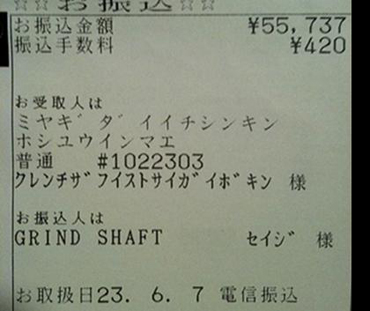 ☆☆お振込☆☆
お振込金額 ¥55,737
振込手数料 ¥420
お受取人は
ミヤギダイイチシンキン
ホシユウインマエ
普通 #1022303
クレンチザフイストサイガイボキン 様
お振込人は
GRIND SHAFT セイジ 様
お取扱日23. 6. 7 電信振込